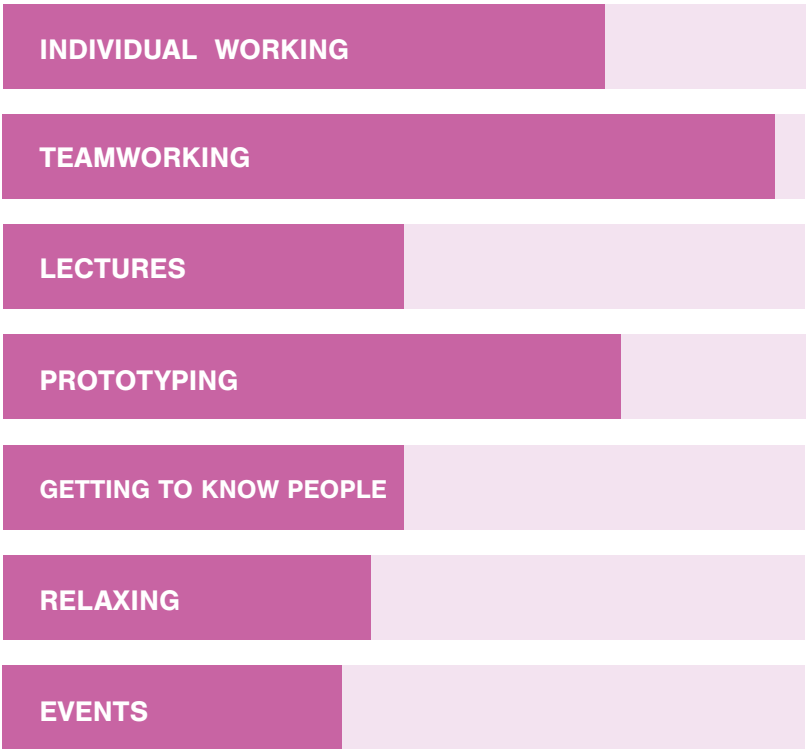 INDIVIDUAL WORKING
TEAMWORKING
LECTURES
PROTOTYPING
GETTING TO KNOW PEOPLE
RELAXING
EVENTS